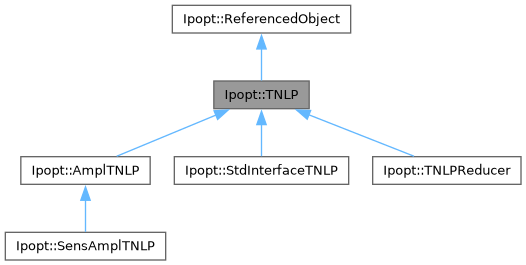 Ipopt::ReferencedObject
Ipopt::TNLP
Ipopt::AmplTNLP
Ipopt::StdInterfaceTNLP
Ipopt::TNLPReducer
Ipopt::SensAmplTNLP